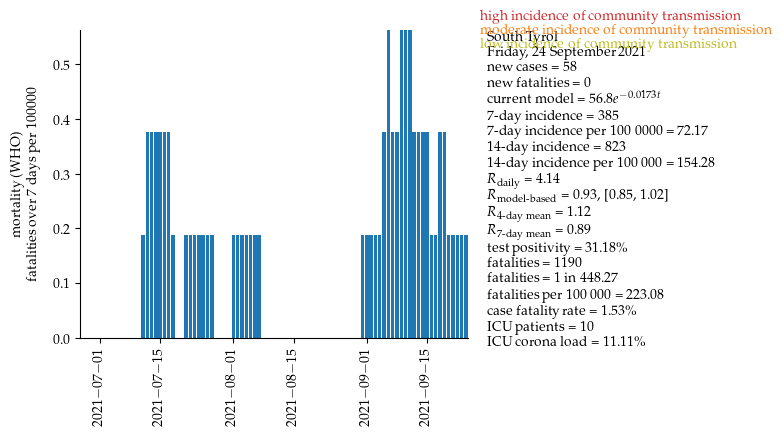 high incidence of community transmission
moderate incidence of community transmission
low incidence of community transmission
South Tyrol
Friday, 24 September 2021
new cases = 58
new fatalities = 0
current model = 56.8e^−0.0173t
7-day incidence = 385
7-day incidence per 100 0000 = 72.17
14-day incidence = 823
14-day incidence per 100 000 = 154.28
R_daily = 4.14
R_model-based = 0.93, [0.85, 1.02]
R_4-day mean = 1.12
R_7-day mean = 0.89
test positivity = 31.18%
fatalities = 1190
fatalities = 1 in 448.27
fatalities per 100 000 = 223.08
case fatality rate = 1.53%
ICU patients = 10
ICU corona load = 11.11%
mortality (WHO)
fatalities over 7 days per 100000
0.5
0.4
0.3
0.2
0.1
0.0
2021−07−01
2021−07−15
2021−08−01
2021−08−15
2021−09−01
2021−09−15